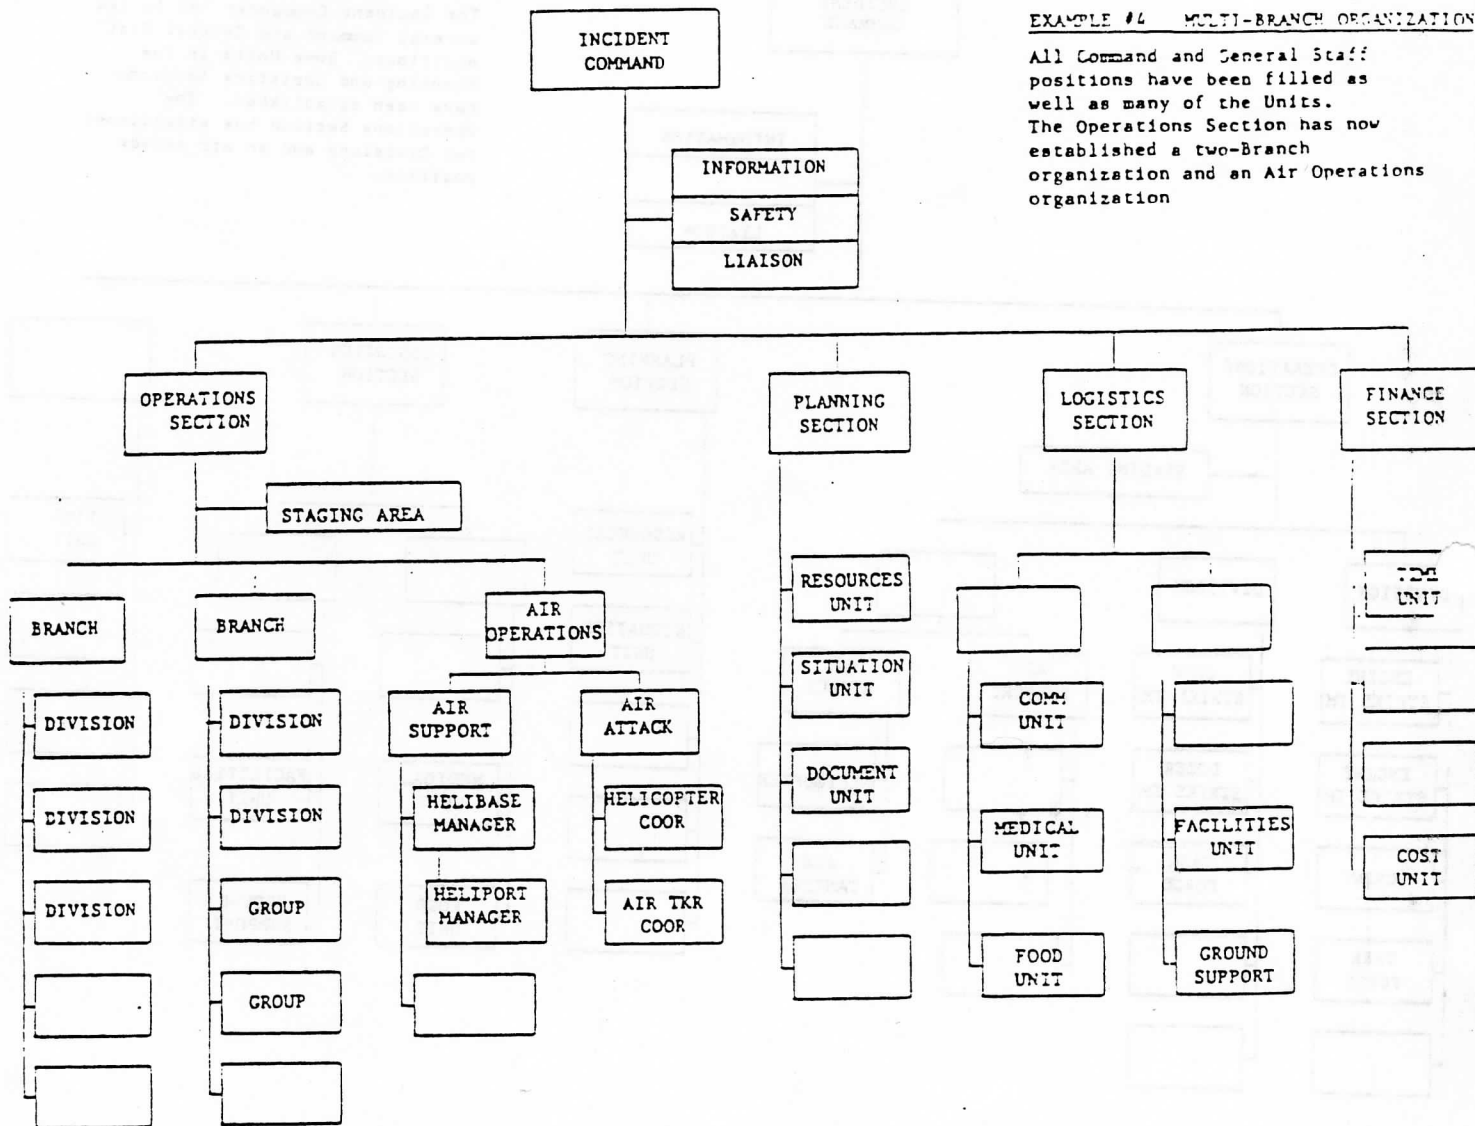 EXAMPLE #4 MULTI-BRANCH ORGANIZATION
All Command and General Staff
positions have been filled as
well as many of the Units.
The Operations Section has now
established a two-Branch
organization and an Air Operations
organization
INCIDENT
COMMAND
INFORMATION
SAFETY
LIAISON
OPERATIONS
SECTION
STAGING AREA
BRANCH
DIVISION
DIVISION
DIVISION
BRANCH
DIVISION
DIVISION
GROUP
GROUP
AIR
OPERATIONS
AIR
SUPPORT
HELIBASE
MANAGER
HELIPORT
MANAGER
AIR
ATTACK
HELICOPTER
COOR
AIR TKR
COOR
PLANNING
SECTION
RESOURCES
UNIT
SITUATION
UNIT
DOCUMENT
UNIT
LOGISTICS
SECTION
COMM
UNIT
MEDICAL
UNIT
FOOD
UNIT
FACILITIES
UNIT
GROUND
SUPPORT
FINANCE
SECTION
UNIT
COST
UNIT